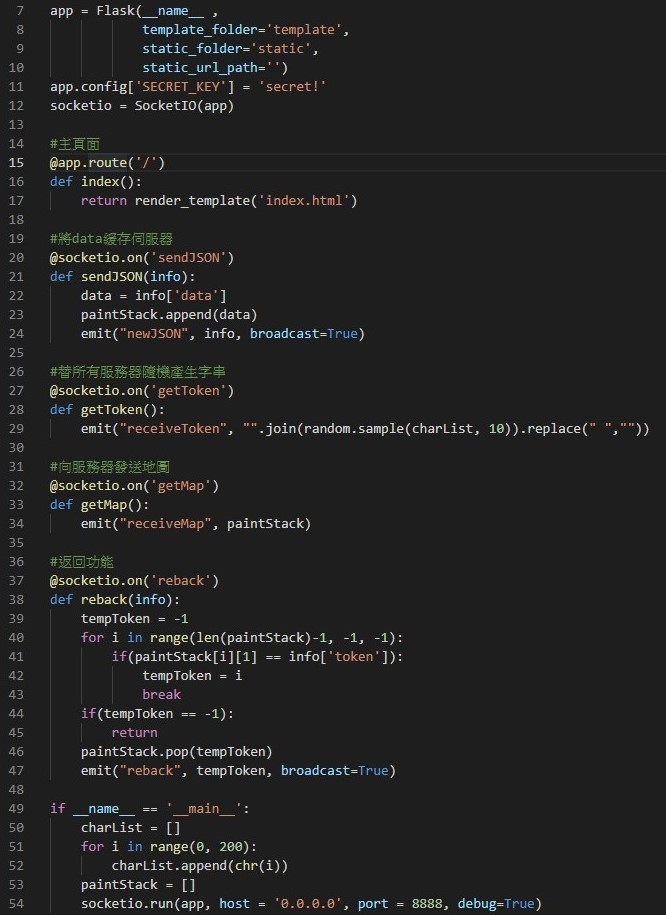 7 app = Flask(__name__ ,
8 template_folder='template',
9 static_folder='static',
10 static_url_path='')
11 app.config['SECRET_KEY'] = 'secret!'
12 socketio = SocketIO(app)
13
14 #主頁面
15 @app.route('/')
16 def index():
17 return render_template('index.html')
18
19 #將data緩存伺服器
20 @socketio.on('sendJSON')
21 def sendJSON(info):
22 data = info['data']
23 paintStack.append(data)
24 emit("newJSON", info, broadcast=True)
25
26 #替所有服務器隨機產生字串
27 @socketio.on('getToken')
28 def getToken():
29 emit("receiveToken", "".join(random.sample(charList, 10)).replace(" ",""))
30
31 #向服務器發送地圖
32 @socketio.on('getMap')
33 def getMap():
34 emit("receiveMap", paintStack)
35
36 #返回功能
37 @socketio.on('reback')
38 def reback(info):
39 tempToken = -1
40 for i in range(len(paintStack)-1, -1, -1):
41 if(paintStack[i][1] == info['token']):
42 tempToken = i
43 break
44 if(tempToken == -1):
45 return
46 paintStack.pop(tempToken)
47 emit("reback", tempToken, broadcast=True)
48
49 if __name__ == '__main__':
50 charList = []
51 for i in range(0, 200):
52 charList.append(chr(i))
53 paintStack = []
54 socketio.run(app, host = '0.0.0.0', port = 8888, debug=True)